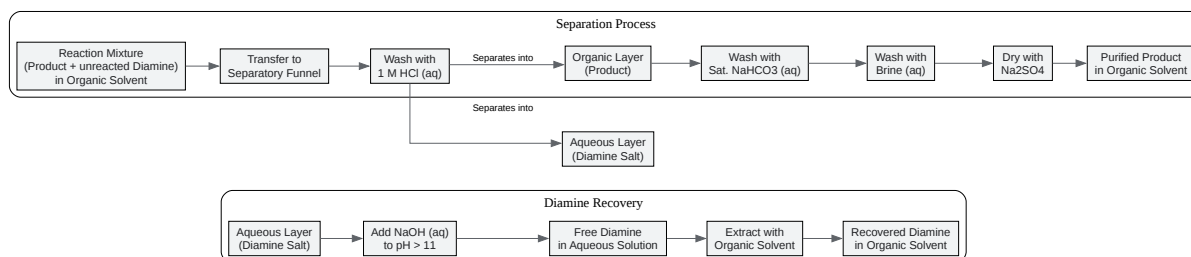 Separation Process
Reaction Mixture
(Product + unreacted Diamine)
in Organic Solvent
Transfer to
Separatory Funnel
Wash with
1 M HCl (aq)
Separates into
Organic Layer
(Product)
Wash with
Sat. NaHCO3 (aq)
Wash with
Brine (aq)
Dry with
Na2SO4
Purified Product
in Organic Solvent
Separates into
Aqueous Layer
(Diamine Salt)
Diamine Recovery
Aqueous Layer
(Diamine Salt)
Add NaOH (aq)
to pH > 11
Free Diamine
in Aqueous Solution
Extract with
Organic Solvent
Recovered Diamine
in Organic Solvent